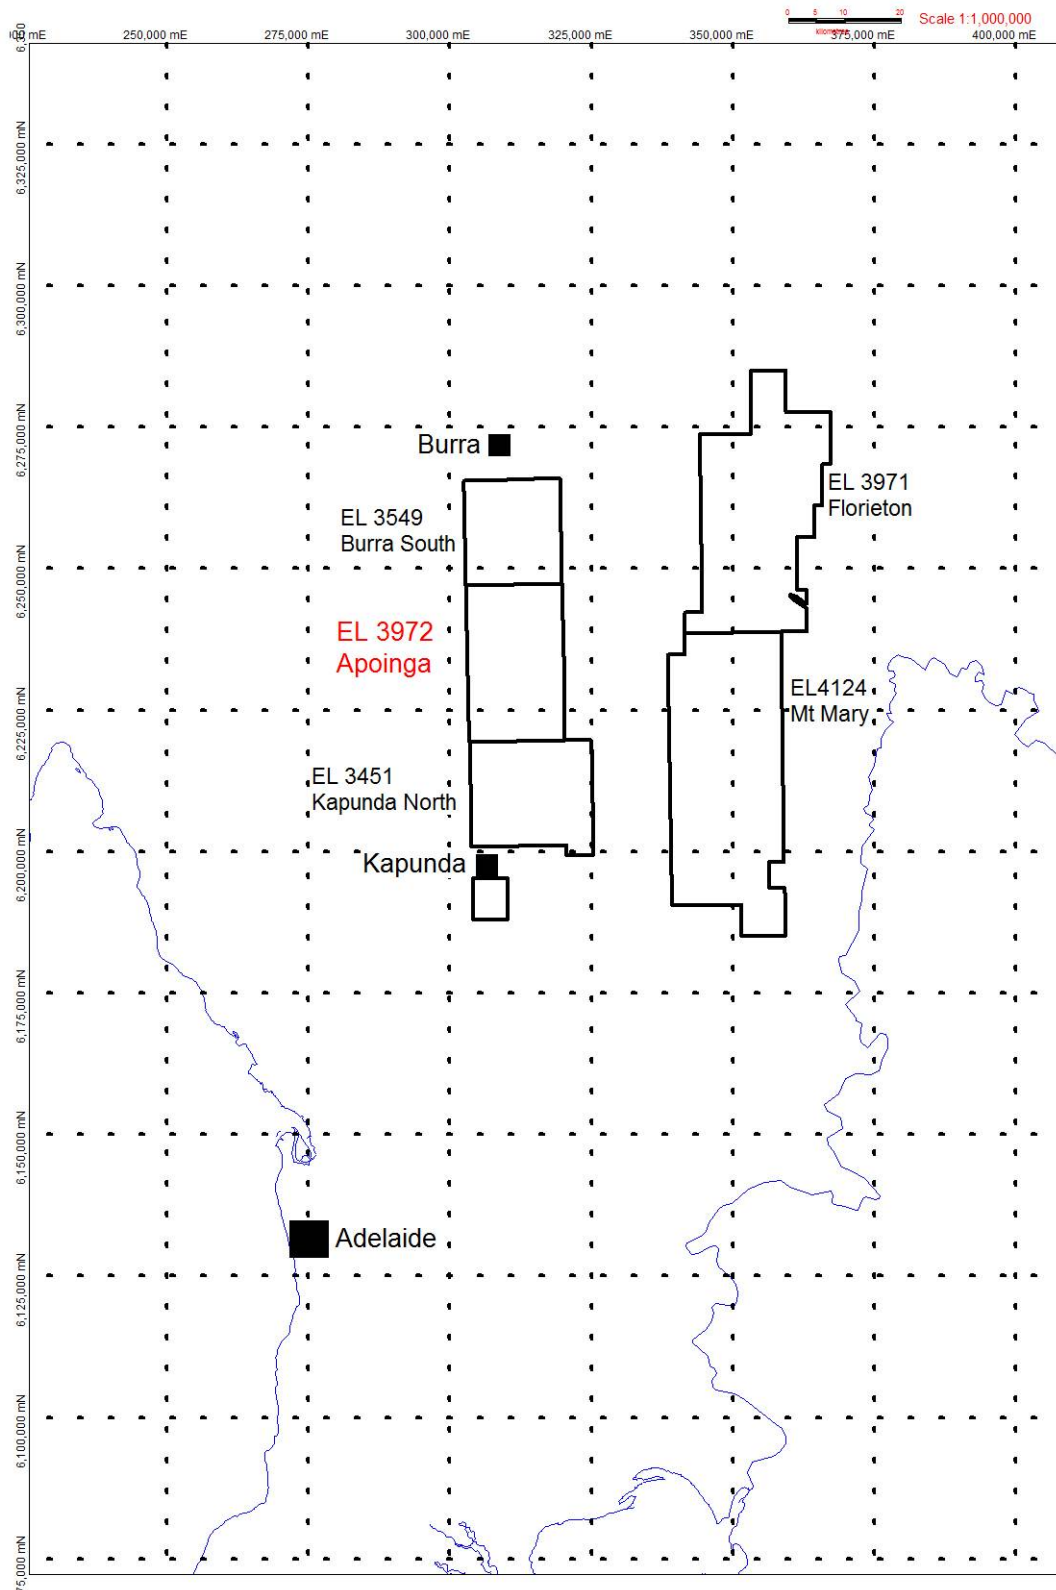 0 5 10 20
Scale 1:1,000,000
kilometres
250,000 mE
275,000 mE
300,000 mE
325,000 mE
350,000 mE
375,000 mE
400,000 mE
6,325,000 mN
6,300,000 mN
6,275,000 mN
6,250,000 mN
6,225,000 mN
6,200,000 mN
6,175,000 mN
6,150,000 mN
6,125,000 mN
6,100,000 mN
75,000 mN
Burra
EL 3549
Burra South
EL 3972
Apoinga
EL 3451
Kapunda North
Kapunda
EL 3971
Florieton
EL4124
Mt Mary
Adelaide